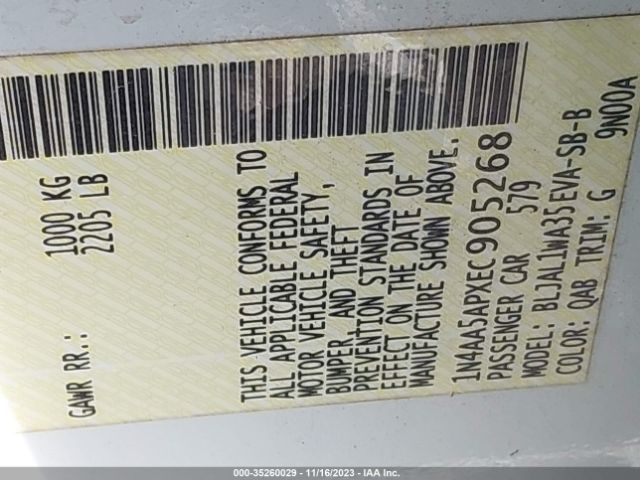 GAWR RR.: 1000 KG
2205 LB
THIS VEHICLE CONFORMS TO
ALL APPLICABLE FEDERAL
MOTOR VEHICLE SAFETY,
BUMPER, AND THEFT
PREVENTION STANDARDS IN
EFFECT ON THE DATE OF
MANUFACTURE SHOWN ABOVE.
1N4AA5APXEC905268
PASSENGER CAR 579
MODEL: BLJAL1WA35EVA-SB-B
COLOR: QAB TRIM: G 9N00A
000-35260029 - 11/16/2023 - © IAA Inc.